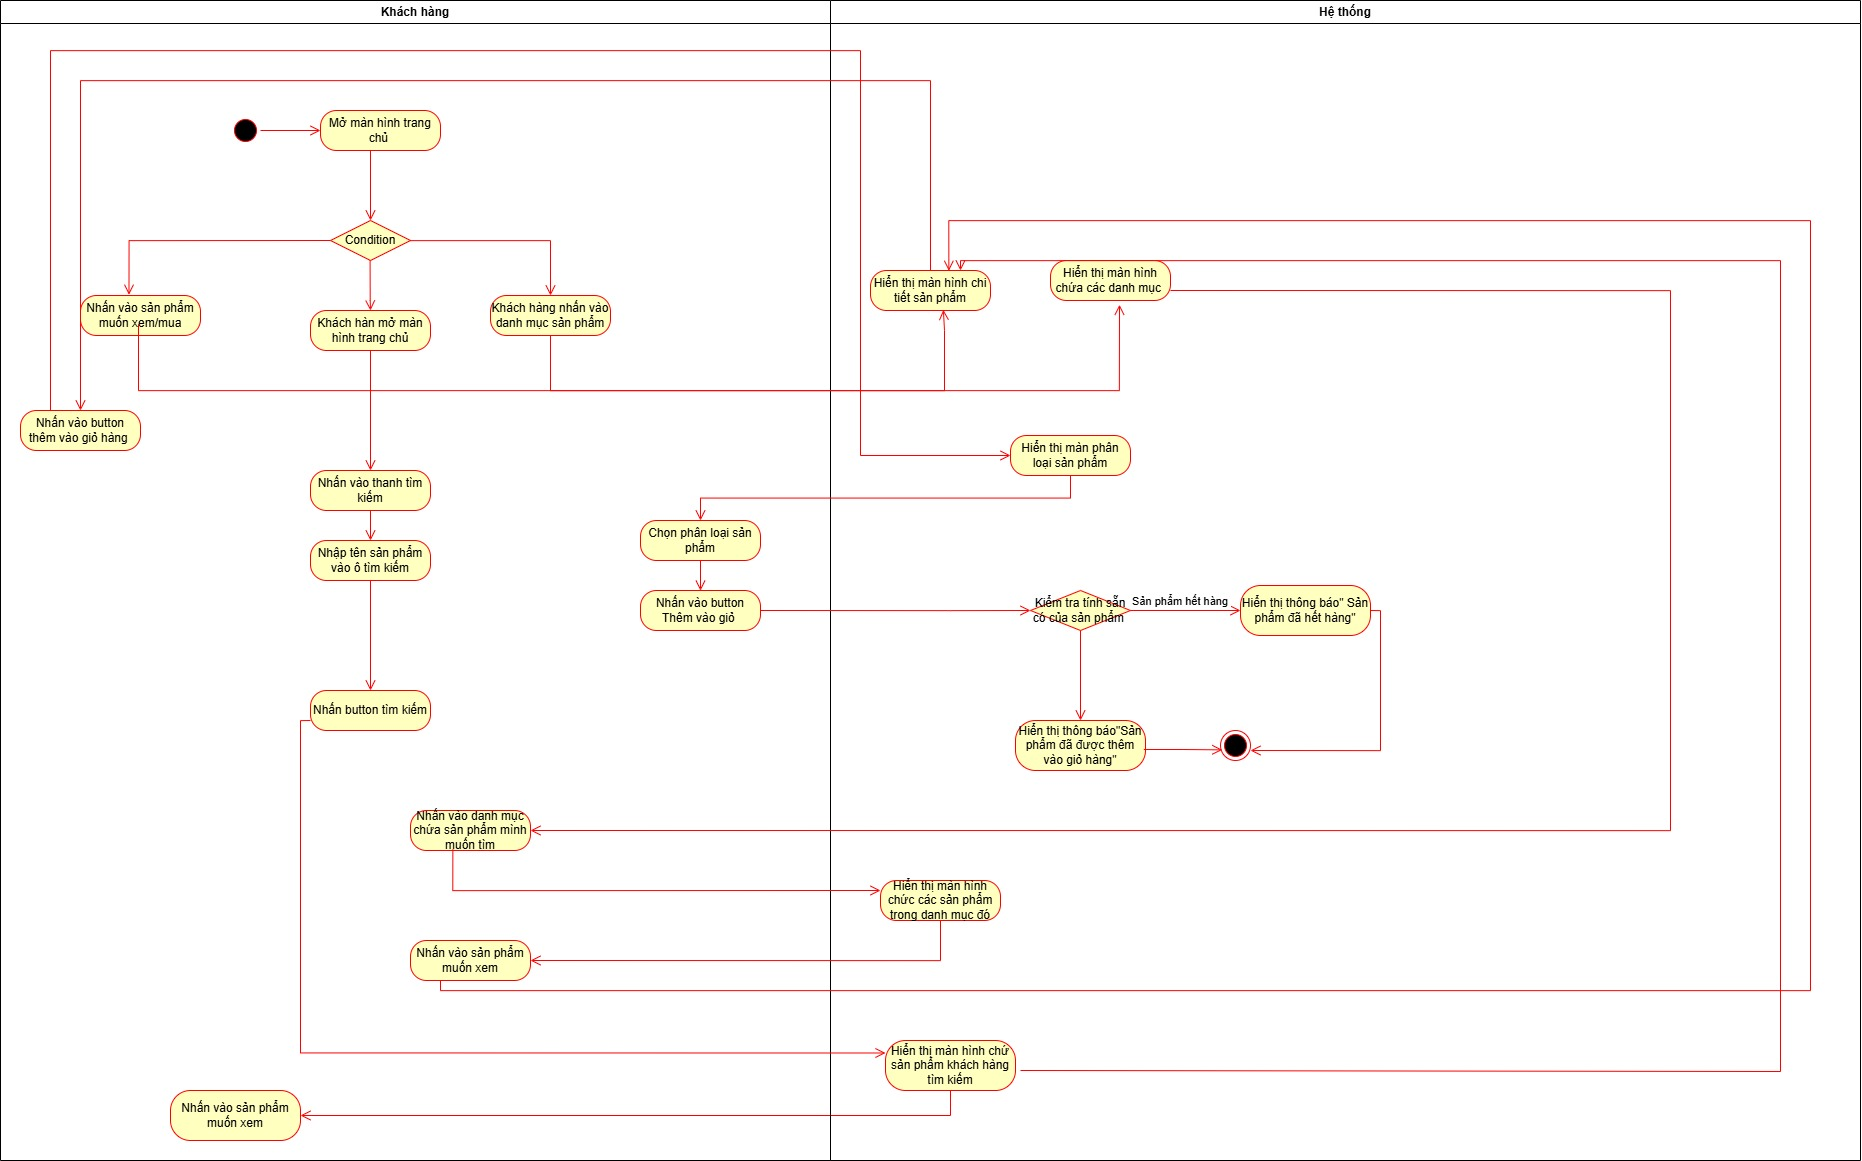 Khách hàng
Hệ thống
Mở màn hình trang
chủ
Condition
Nhấn vào sản phẩm
muốn xem/mua
Khách hàn mở màn
hình trang chủ
Khách hàng nhấn vào
danh mục sản phẩm
Hiển thị màn hình chi
tiết sản phẩm
Hiển thị màn hình
chứa các danh mục
Nhấn vào button
thêm vào giỏ hàng
Hiển thị màn phân
loại sản phẩm
Nhấn vào thanh tìm
kiếm
Chọn phân loại sản
phẩm
Nhập tên sản phẩm
vào ô tìm kiếm
Nhấn vào button
Thêm vào giỏ
Kiểm tra tính sẵn
có của sản phẩm
Sản phẩm hết hàng
Hiển thị thông báo" Sản
phẩm đã hết hàng"
Nhấn button tìm kiếm
Hiển thị thông báo"Sản
phẩm đã được thêm
vào giỏ hàng"
Nhấn vào danh mục
chứa sản phẩm mình
muốn tìm
Hiển thị màn hình
chức các sản phẩm
trong danh mục đó
Nhấn vào sản phẩm
muốn xem
Hiển thị màn hình chứ
sản phẩm khách hàng
tìm kiếm
Nhấn vào sản phẩm
muốn xem